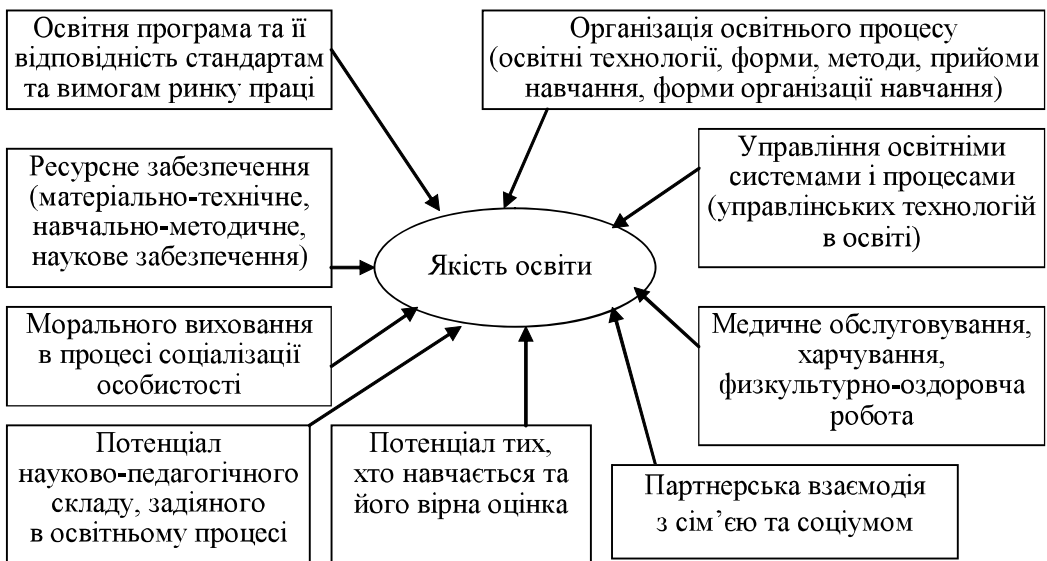 Освітня програма та її
відповідність стандартам
та вимогам ринку праці
Організація освітнього процесу
(освітні технології, форми, методи, прийоми
навчання, форми організації навчання)
Ресурсне забезпечення
(матеріально-технічне,
навчально-методичне,
наукове забезпечення)
Управління освітніми
системами і процесами
(управлінських технологій
в освіті)
Якість освіти
Морального виховання
в процесі соціалізації
особистості
Медичне обслуговування,
харчування,
физкультурно-оздоровча
робота
Потенціал
науково-педагогічного
складу, задіяного
в освітньому процесі
Потенціал тих,
хто навчається та
його вірна оцінка
Партнерська взаємодія
з сім’єю та соціумом